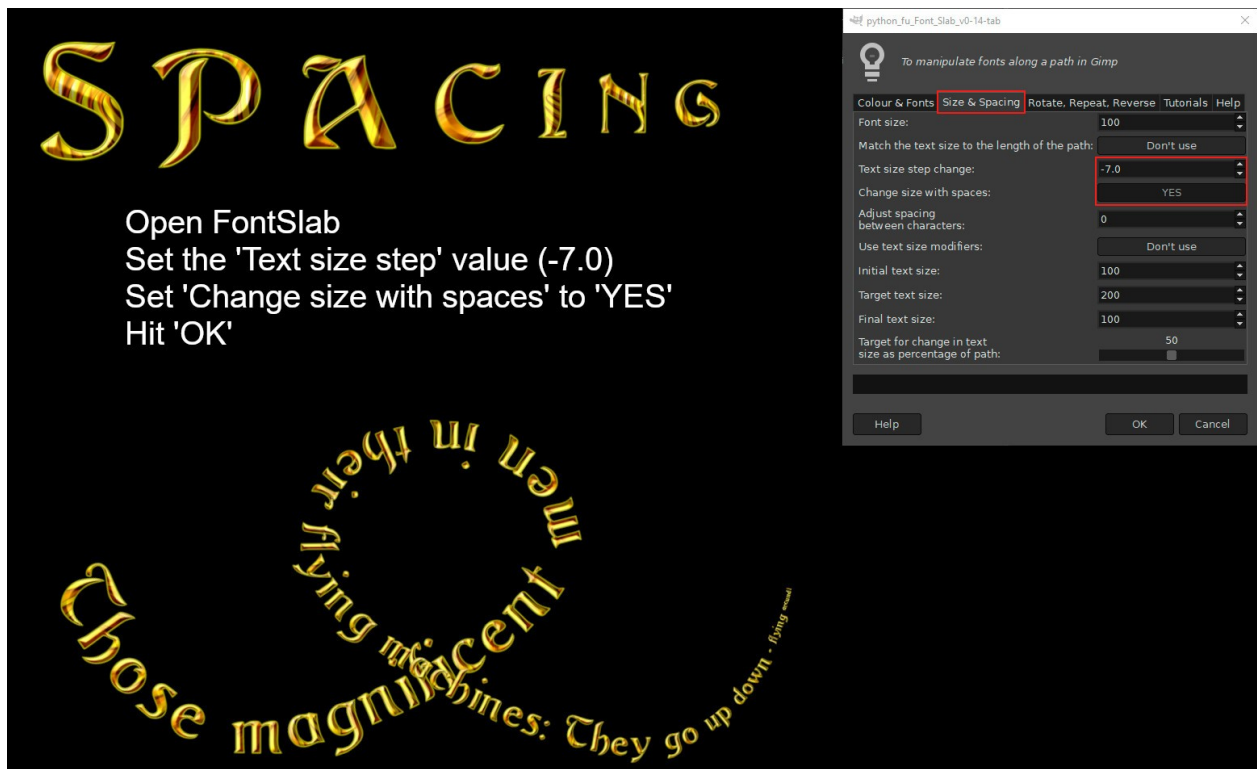 SPACING
Open FontSlab
Set the 'Text size step' value (-7.0)
Set 'Change size with spaces' to 'YES'
Hit 'OK'
Those magnificent men in their flying machines: They go up down - flying around!
python_fu_Font_Slab_v0-14-tab
To manipulate fonts along a path in Gimp
Colour & Fonts Size & Spacing Rotate, Repeat, Reverse Tutorials Help
Font size: 100
Match the text size to the length of the path: Don't use
Text size step change: -7.0
Change size with spaces: YES
Adjust spacing
between characters: 0
Use text size modifiers: Don't use
Initial text size: 100
Target text size: 200
Final text size: 100
Target for change in text
size as percentage of path: 50
Help OK Cancel